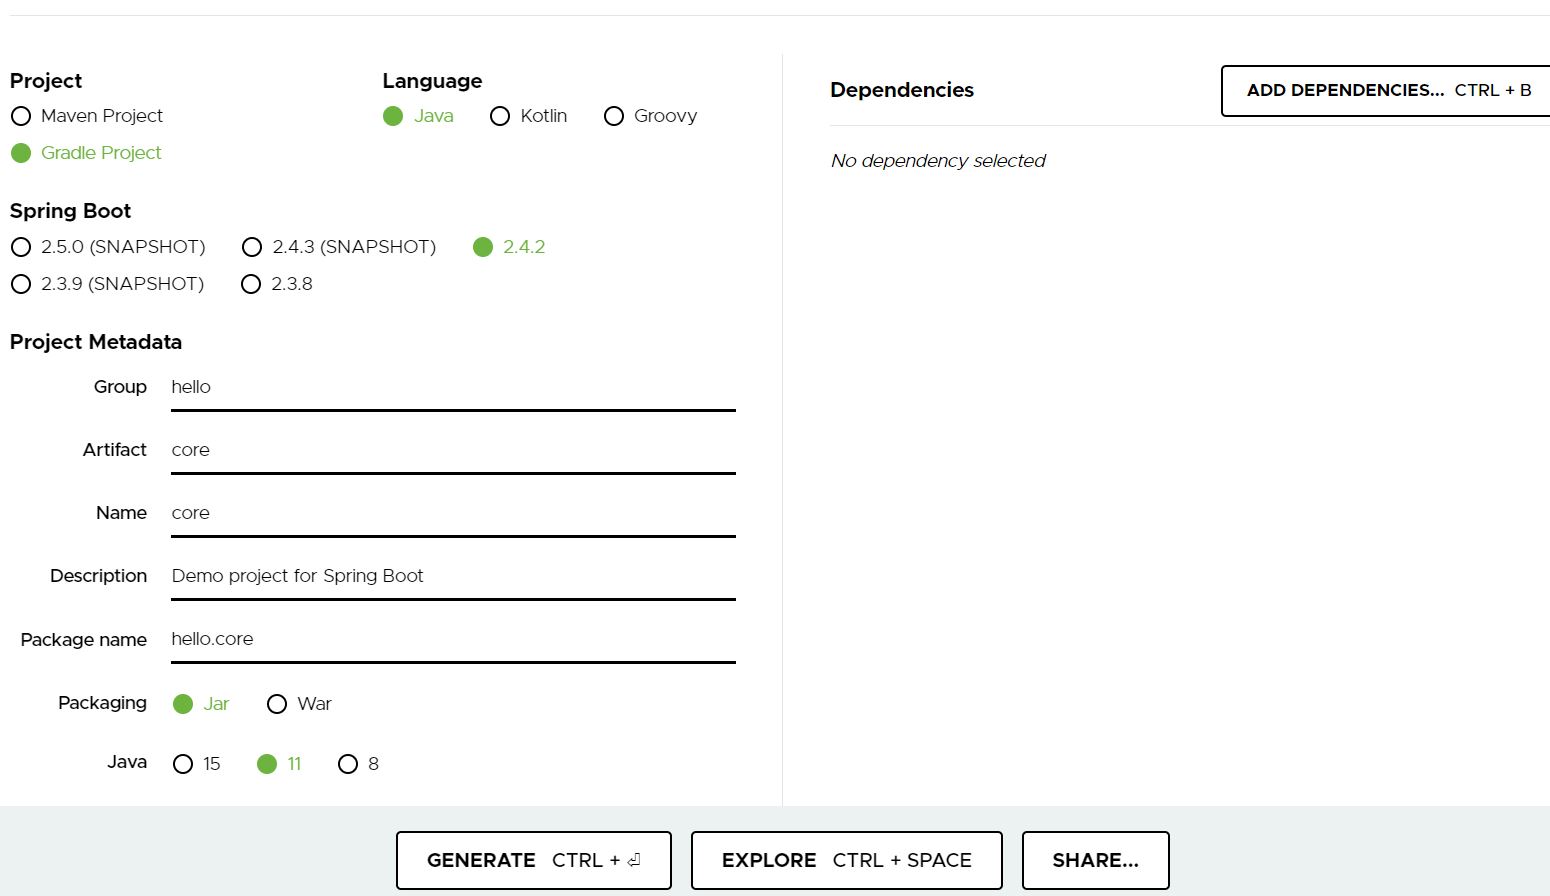 Project
Maven Project
Gradle Project
Language
Java Kotlin Groovy
Spring Boot
2.5.0 (SNAPSHOT) 2.4.3 (SNAPSHOT) 2.4.2
2.3.9 (SNAPSHOT) 2.3.8
Project Metadata
Group hello
Artifact core
Name core
Description Demo project for Spring Boot
Package name hello.core
Packaging Jar War
Java 15 11 8
Dependencies
ADD DEPENDENCIES... CTRL + B
No dependency selected
GENERATE CTRL + ⏎
EXPLORE CTRL + SPACE
SHARE...